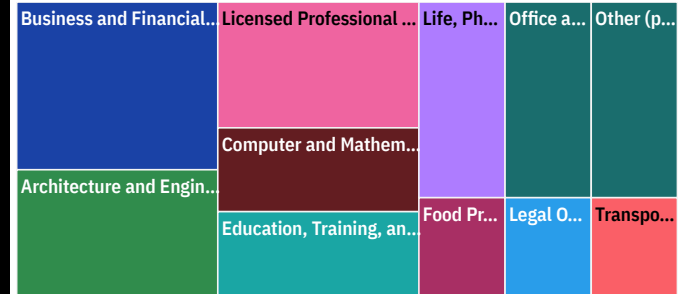 Business and Financial...
Licensed Professional ...
Life, Ph...
Office a...
Other (p...
Computer and Mathem...
Architecture and Engin...
Education, Training, an...
Food Pr...
Legal O...
Transpo...